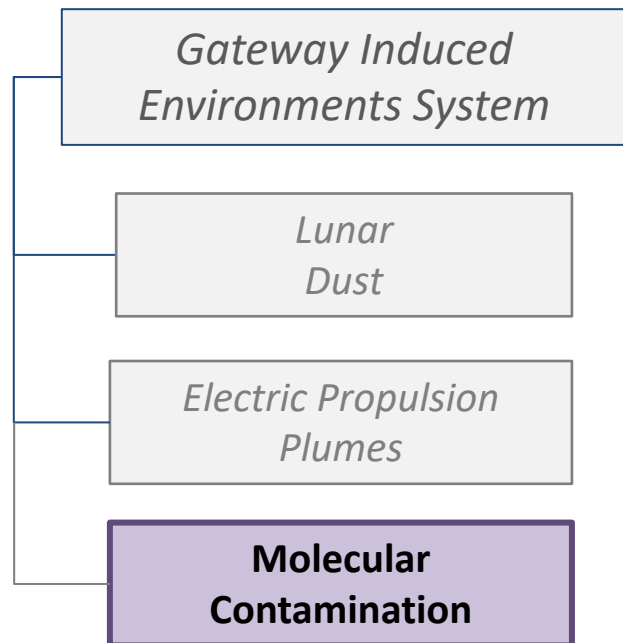 Gateway Induced
Environments System
Lunar
Dust
Electric Propulsion
Plumes
Molecular
Contamination